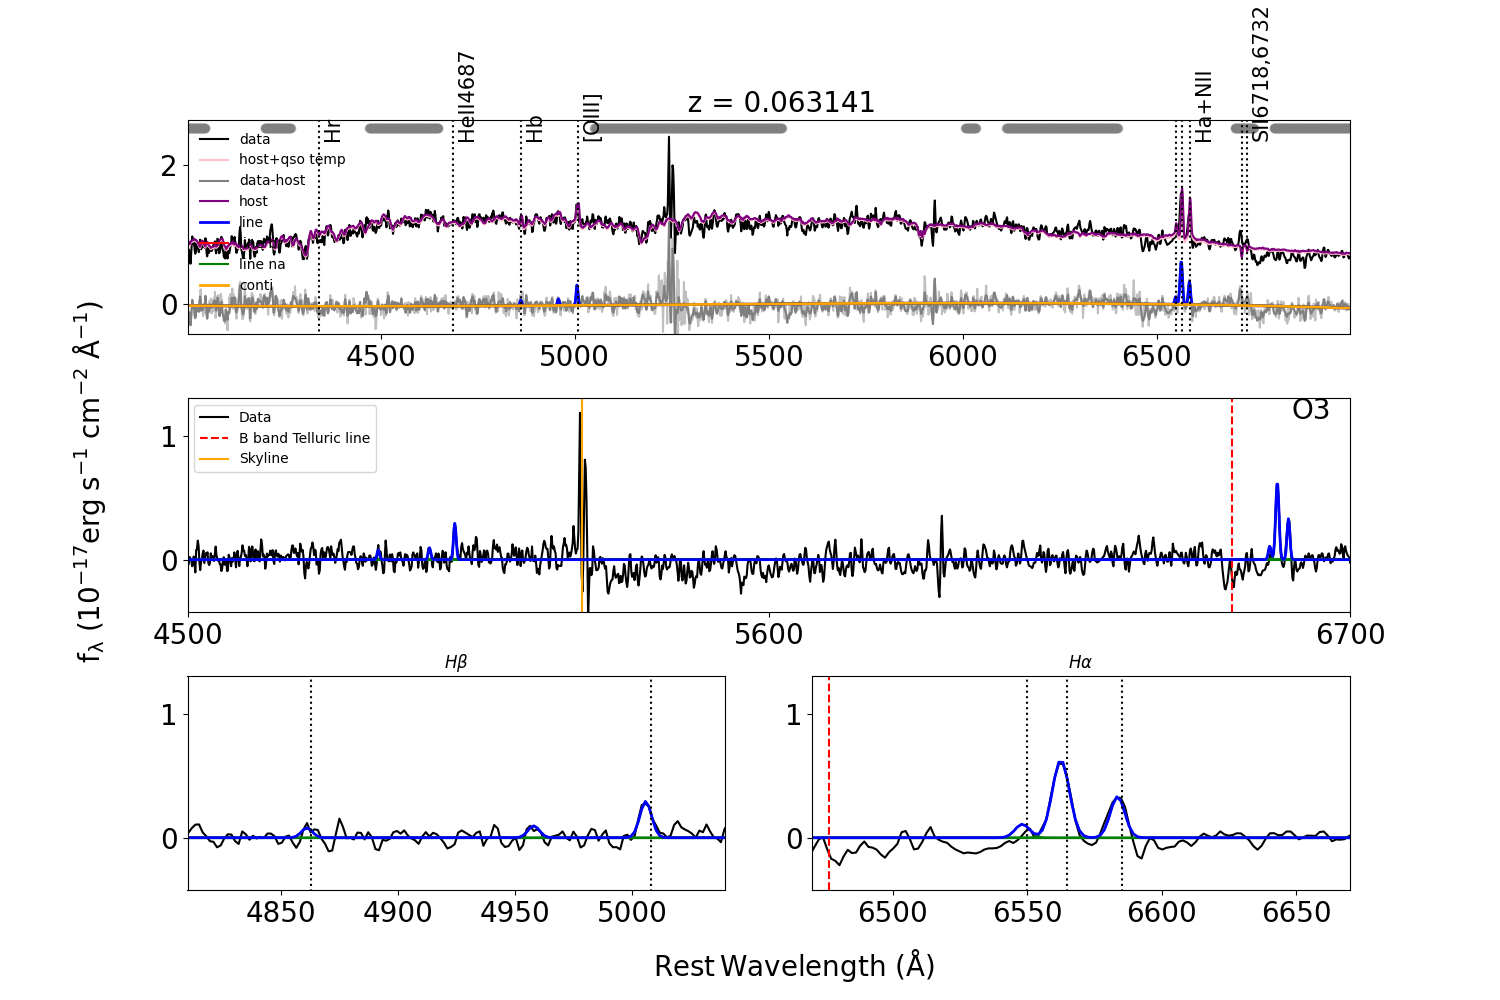 z = 0.063141
Hr
HeII4687
Hb
[OIII]
Ha+NII
SII6718,6732
data
host+qso temp
data-host
host
line
line na
conti
2
0
4500 5000 5500 6000 6500
fλ (10−17erg s−1 cm−2 Å−1)
O3
Data
B band Telluric line
Skyline
1
0
4500 5600 6700
Hβ
1
0
4850 4900 4950 5000
Hα
1
0
6500 6550 6600 6650
Rest Wavelength (Å)